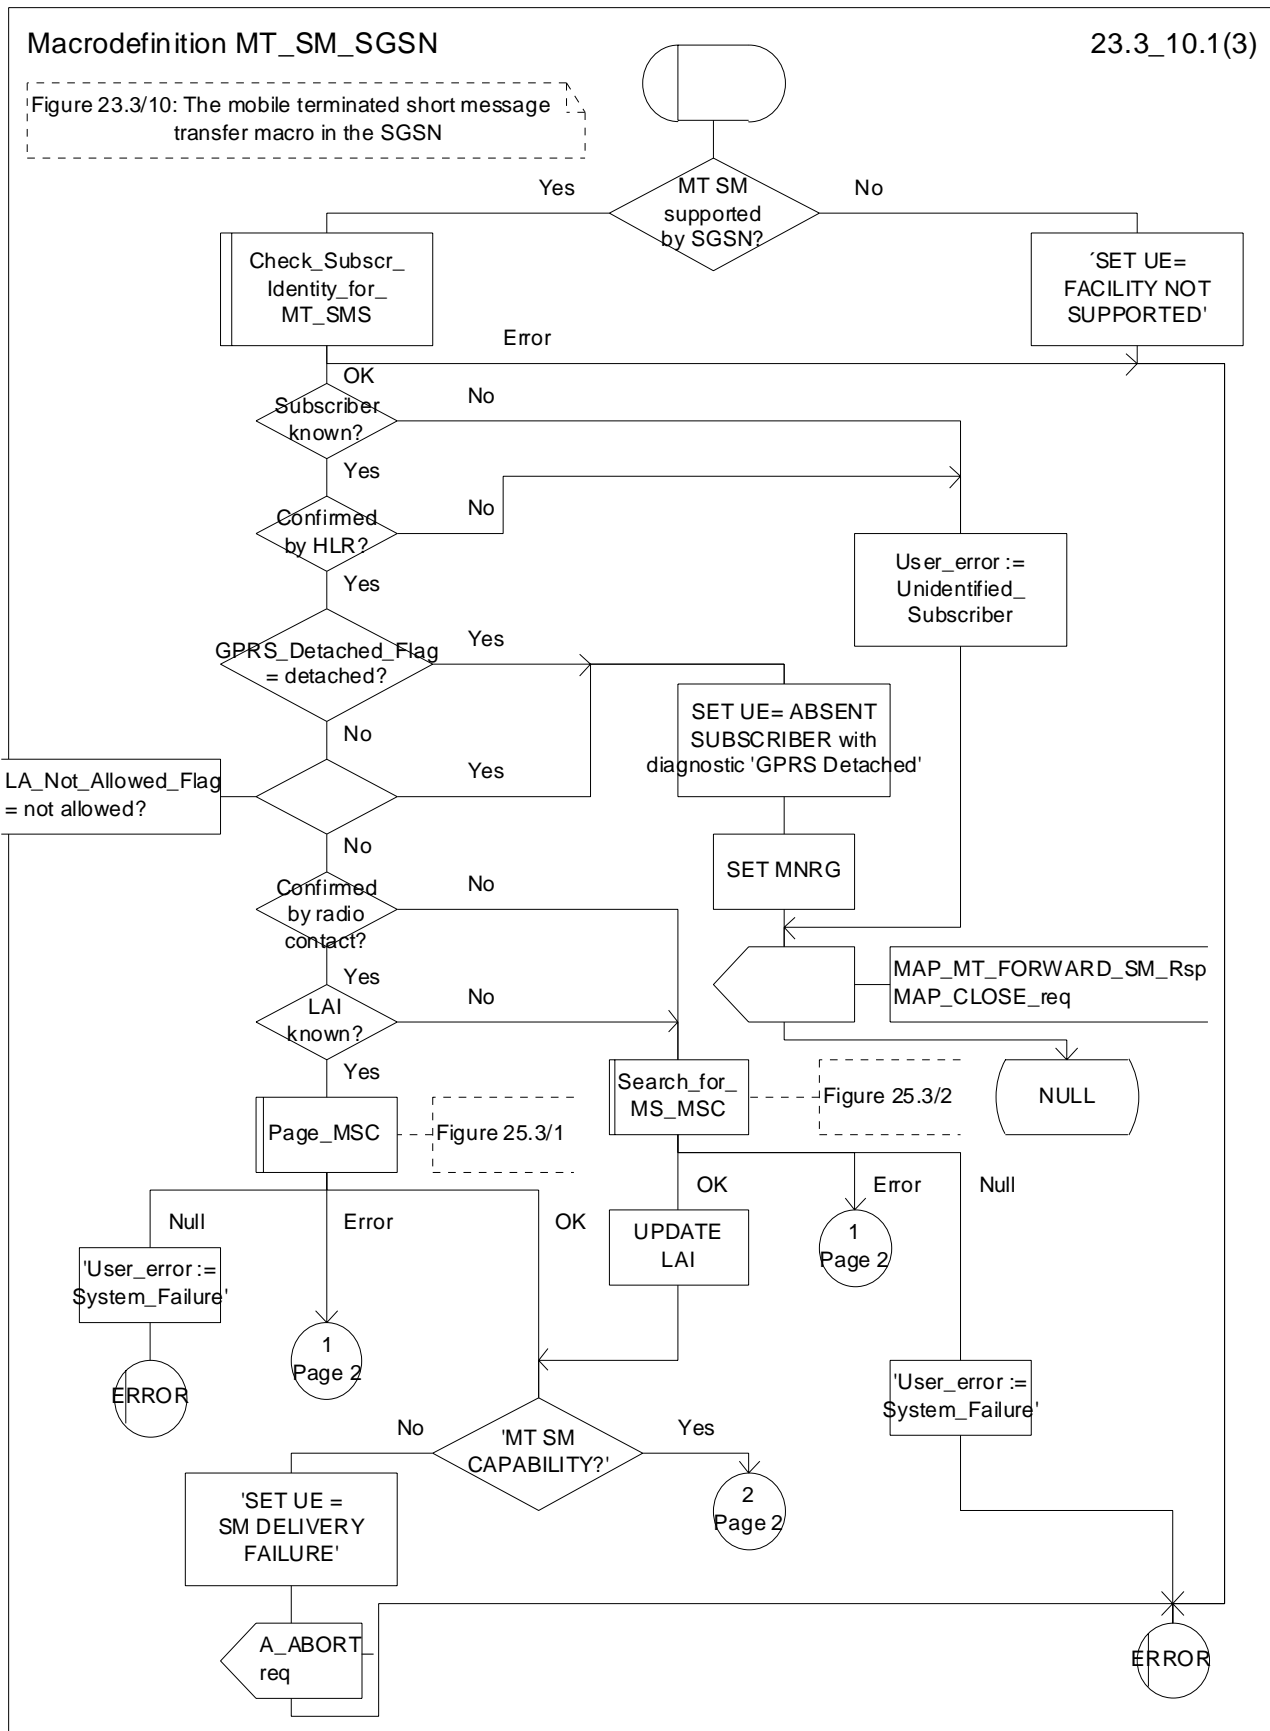 Macrodefinition MT_SM_SGSN
23.3_10.1(3)
Figure 23.3/10: The mobile terminated short message
transfer macro in the SGSN
MT SM
supported
by SGSN?
Yes
No
Check_Subscr_
Identity_for_
MT_SMS
´SET UE=
FACILITY NOT
SUPPORTED'
Error
OK
Subscriber
known?
No
Yes
Confirmed
by HLR?
No
User_error :=
Unidentified_
Subscriber
Yes
GPRS_Detached_Flag
= detached?
Yes
SET UE= ABSENT
SUBSCRIBER with
diagnostic 'GPRS Detached'
No
LA_Not_Allowed_Flag
= not allowed?
Yes
No
SET MNRG
Confirmed
by radio
contact?
No
MAP_MT_FORWARD_SM_Rsp
MAP_CLOSE_req
Yes
LAI
known?
No
Yes
Search_for_
MS_MSC
Figure 25.3/2
NULL
Page_MSC
Figure 25.3/1
OK
Error
Null
Null
Error
OK
UPDATE
LAI
1
Page 2
'User_error :=
System_Failure'
1
Page 2
ERROR
'User_error :=
System_Failure'
No
'MT SM
CAPABILITY?'
Yes
2
Page 2
'SET UE =
SM DELIVERY
FAILURE'
A_ABORT_
req
ERROR